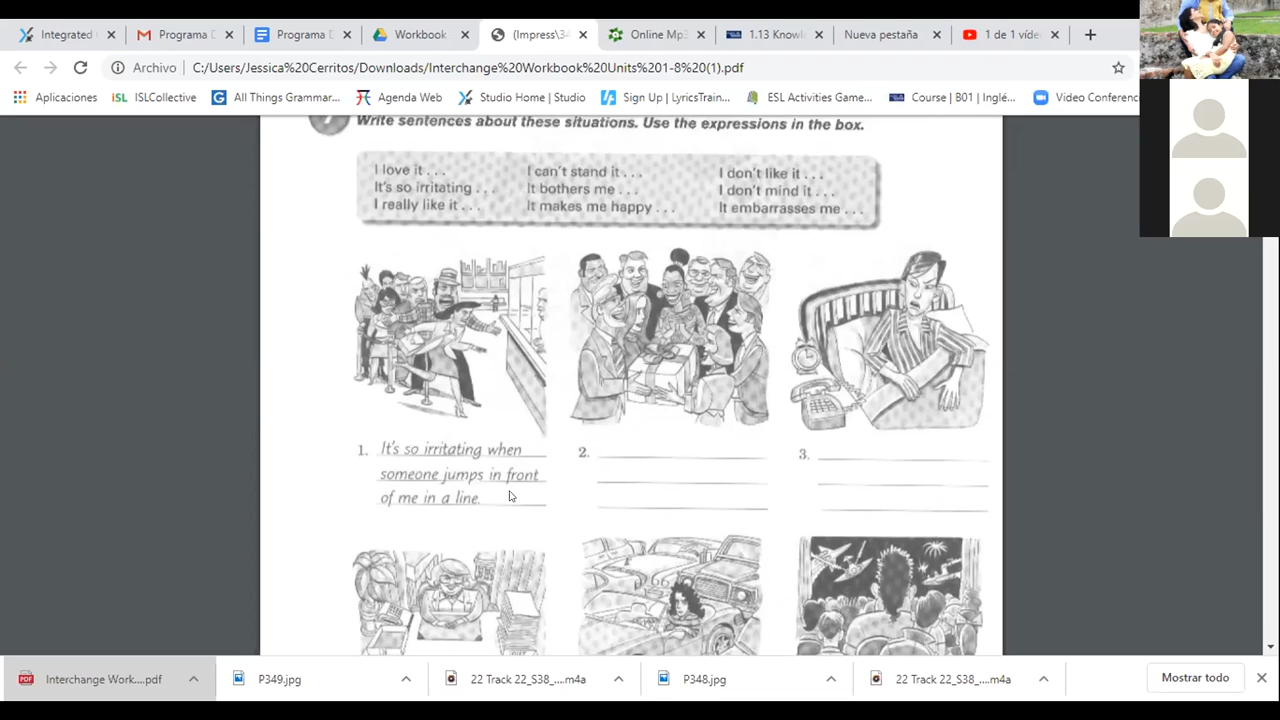 Integrated
Programa D
Programa D
Workbook
(Impress\34
Online Mp3
1.13 Knowl
Nueva pestaña
1 de 1 víde
Archivo
C:/Users/Jessica%20Cerritos/Downloads/Interchange%20Workbook%20Units%201-8%20(1).pdf
Aplicaciones
iSL ISLCollective
All Things Grammar...
Agenda Web
Studio Home | Studio
Sign Up | LyricsTrain...
ESL Activities Game...
Course | B01 | Inglé...
Video Conferenc
7 Write sentences about these situations. Use the expressions in the box.
I love it . . . I can't stand it . . . I don't like it . . .
It's so irritating . . . It bothers me . . . I don't mind it . . .
I really like it . . . It makes me happy . . . It embarrasses me . . .
1. It's so irritating when
someone jumps in front
of me in a line.
2.
3.
Interchange Work....pdf
P349.jpg
22 Track 22_S38_....m4a
P348.jpg
22 Track 22_S38_....m4a
Mostrar todo